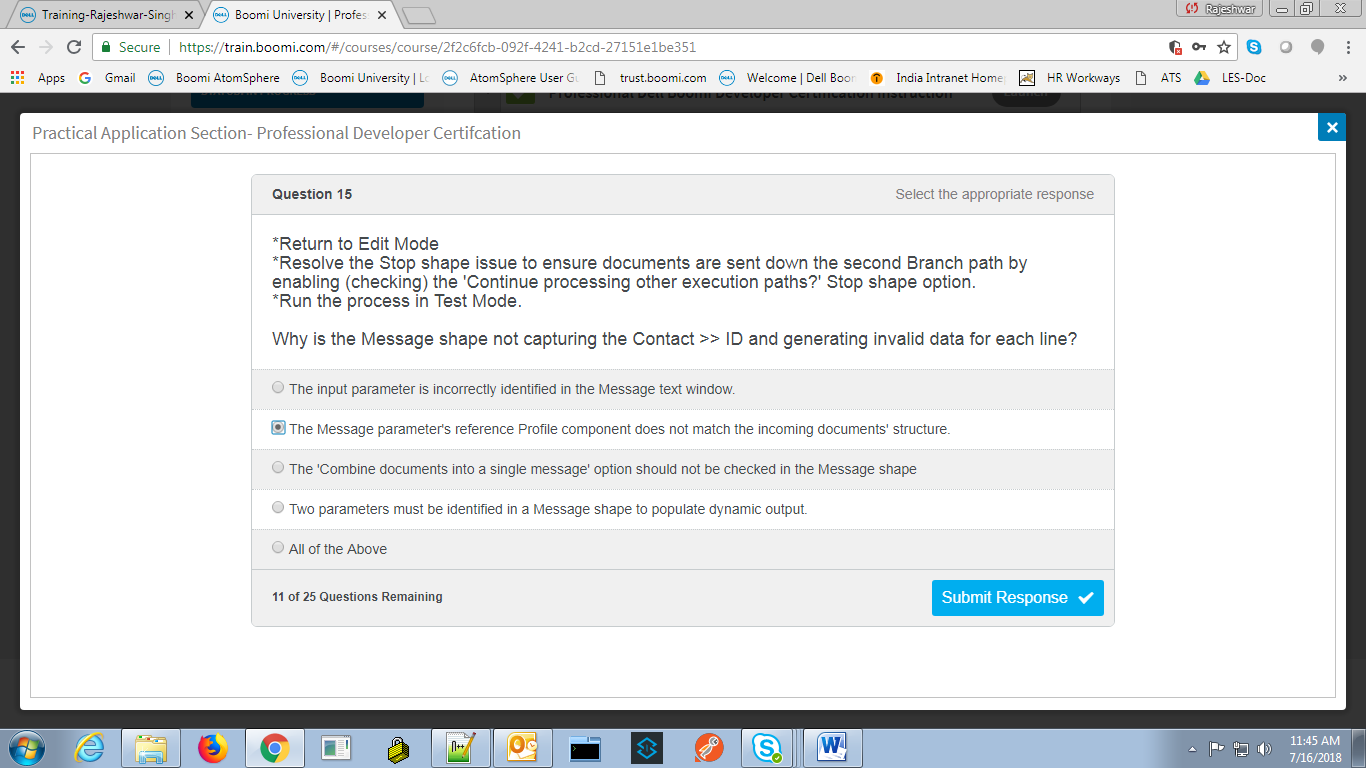 Training-Rajeshwar-Singh
Boomi University | Profes
Rajeshwar
Secure
https://train.boomi.com/#/courses/course/2f2c6fcb-092f-4241-b2cd-27151e1be351
Apps
Gmail
Boomi AtomSphere
Boomi University | Lo
AtomSphere User Gu
trust.boomi.com
Welcome | Dell Boom
India Intranet Home
HR Workways
ATS
LES-Doc
»
Professional Dell Boomi Developer Certification Instruction
Practical Application Section- Professional Developer Certifcation
Question 15
Select the appropriate response
*Return to Edit Mode
*Resolve the Stop shape issue to ensure documents are sent down the second Branch path by
enabling (checking) the 'Continue processing other execution paths?' Stop shape option.
*Run the process in Test Mode.
Why is the Message shape not capturing the Contact >> ID and generating invalid data for each line?
The input parameter is incorrectly identified in the Message text window.
The Message parameter's reference Profile component does not match the incoming documents' structure.
The 'Combine documents into a single message' option should not be checked in the Message shape
Two parameters must be identified in a Message shape to populate dynamic output.
All of the Above
11 of 25 Questions Remaining
Submit Response
11:45 AM
7/16/2018